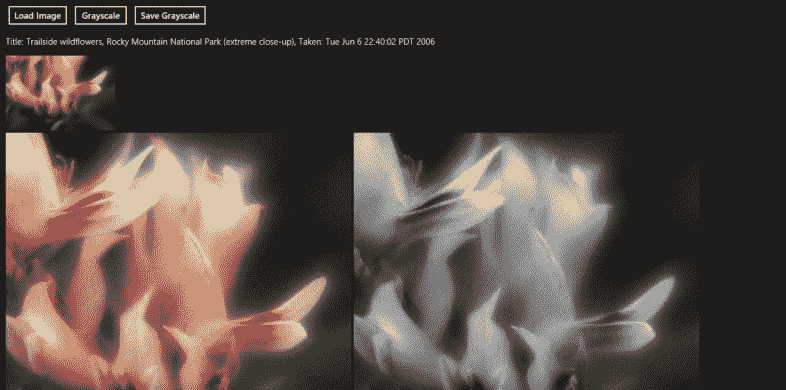 Load Image Grayscale Save Grayscale
Title: Trailside wildflowers, Rocky Mountain National Park (extreme close-up), Taken: Tue Jun 6 22:40:02 PDT 2006